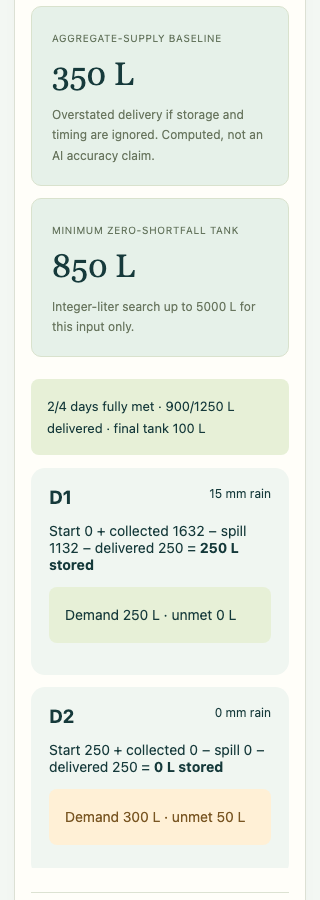 AGGREGATE-SUPPLY BASELINE
350 L
Overstated delivery if storage and
timing are ignored. Computed, not an
AI accuracy claim.
MINIMUM ZERO-SHORTFALL TANK
850 L
Integer-liter search up to 5000 L for
this input only.
2/4 days fully met · 900/1250 L
delivered · final tank 100 L
D1
15 mm rain
Start 0 + collected 1632 − spill
1132 − delivered 250 = 250 L
stored
Demand 250 L · unmet 0 L
D2
0 mm rain
Start 250 + collected 0 − spill 0 −
delivered 250 = 0 L stored
Demand 300 L · unmet 50 L